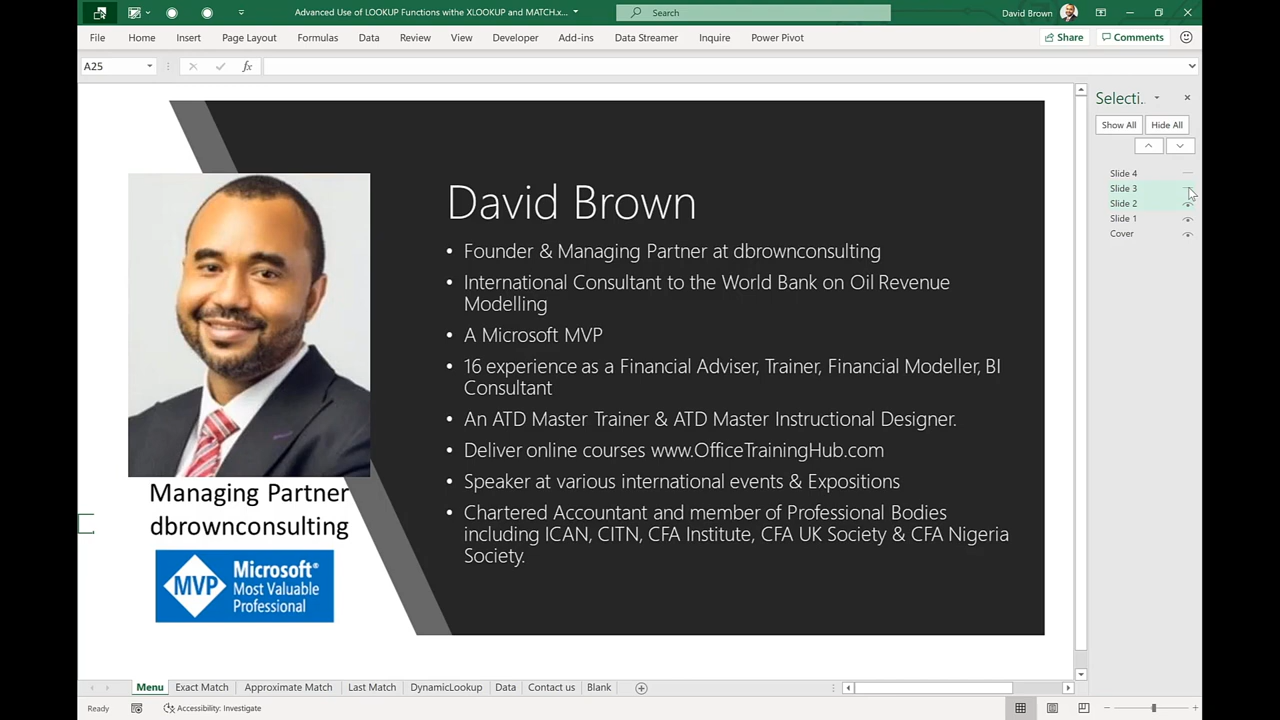 Advanced Use of LOOKUP Functions withe XLOOKUP and MATCH.x...
Search
David Brown
File Home Insert Page Layout Formulas Data Review View Developer Add-ins Data Streamer Inquire Power Pivot
Share Comments
A25
fx
Selecti..
Show All Hide All
Slide 4
Slide 3
Slide 2
Slide 1
Cover
David Brown
• Founder & Managing Partner at dbrownconsulting
• International Consultant to the World Bank on Oil Revenue
Modelling
• A Microsoft MVP
• 16 experience as a Financial Adviser, Trainer, Financial Modeller, BI
Consultant
• An ATD Master Trainer & ATD Master Instructional Designer.
• Deliver online courses www.OfficeTrainingHub.com
• Speaker at various international events & Expositions
• Chartered Accountant and member of Professional Bodies
including ICAN, CITN, CFA Institute, CFA UK Society & CFA Nigeria
Society.
Managing Partner
dbrownconsulting
MVP
Microsoft®
Most Valuable
Professional
Menu Exact Match Approximate Match Last Match DynamicLookup Data Contact us Blank
Ready Accessibility: Investigate